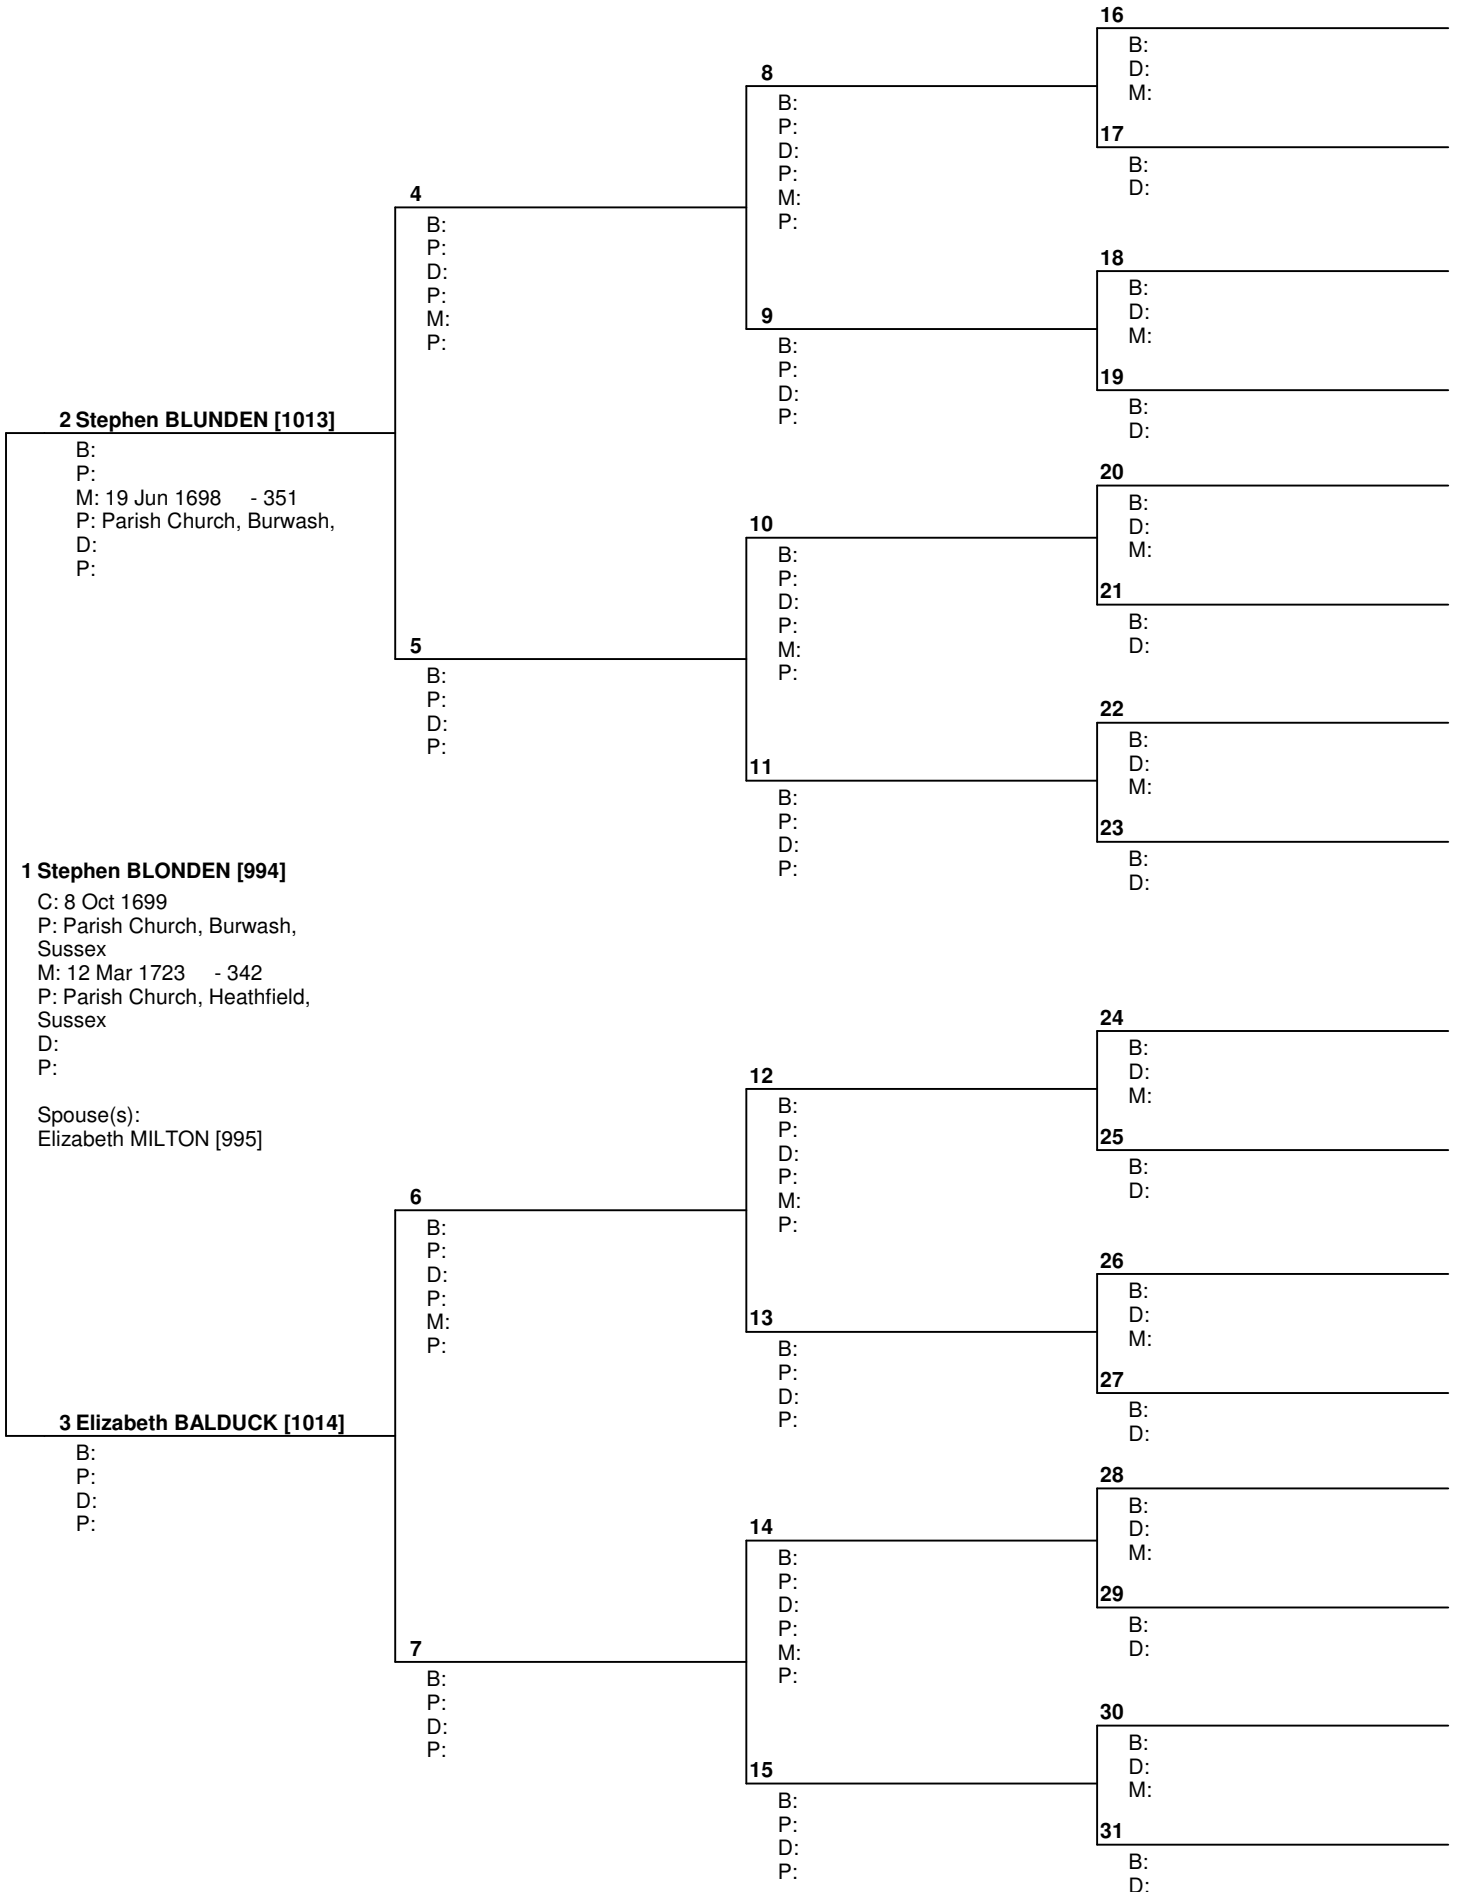 16
B:
D:
M:
8
B:
P:
D:
P:
M:
P:
17
B:
D:
4
B:
P:
D:
P:
M:
P:
18
B:
D:
M:
9
B:
P:
D:
P:
19
B:
D:
2 Stephen BLUNDEN [1013]
B:
P:
M: 19 Jun 1698 - 351
P: Parish Church, Burwash,
D:
P:
20
B:
D:
M:
10
B:
P:
D:
P:
M:
P:
21
B:
D:
5
B:
P:
D:
P:
22
B:
D:
M:
11
B:
P:
D:
P:
23
B:
D:
1 Stephen BLONDEN [994]
C: 8 Oct 1699
P: Parish Church, Burwash,
Sussex
M: 12 Mar 1723 - 342
P: Parish Church, Heathfield,
Sussex
D:
P:
Spouse(s):
Elizabeth MILTON [995]
24
B:
D:
M:
12
B:
P:
D:
P:
M:
P:
25
B:
D:
6
B:
P:
D:
P:
M:
P:
26
B:
D:
M:
13
B:
P:
D:
P:
27
B:
D:
3 Elizabeth BALDUCK [1014]
B:
P:
D:
P:
28
B:
D:
M:
14
B:
P:
D:
P:
M:
P:
29
B:
D:
7
B:
P:
D:
P:
30
B:
D:
M:
15
B:
P:
D:
P:
31
B:
D: